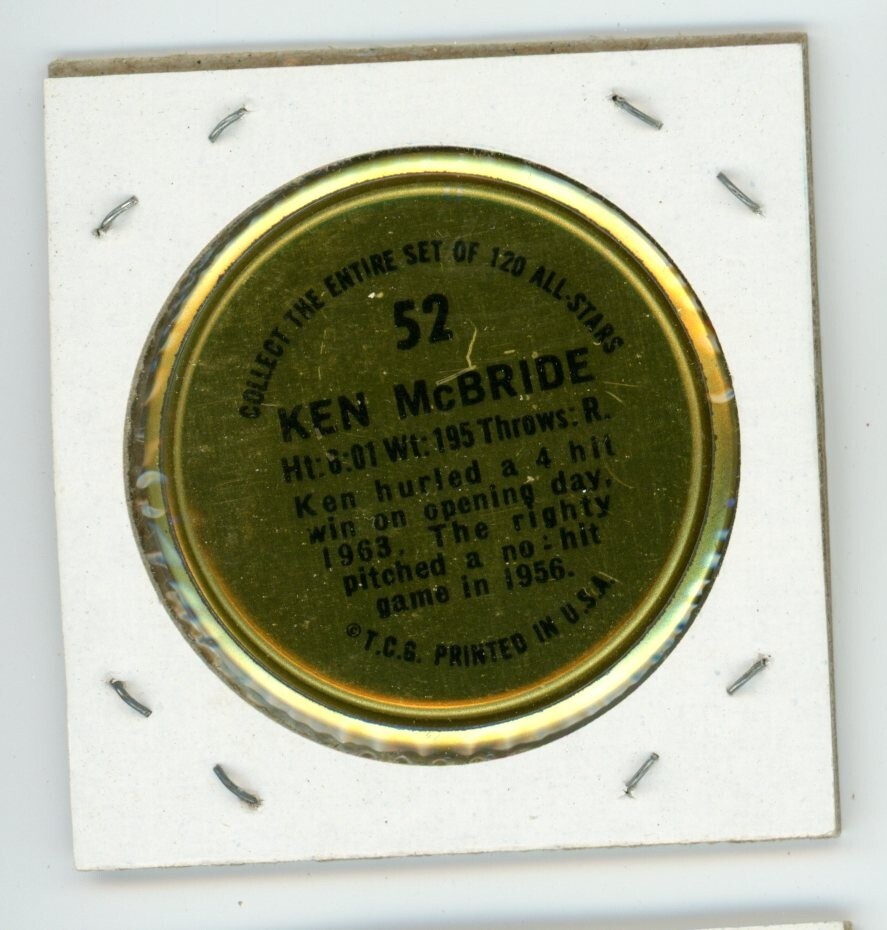 COLLECT THE ENTIRE SET OF 120 ALL-STARS
52
KEN McBRIDE
Ht: 6:01 Wt: 195 Throws: R.
Ken hurled a 4 hit
win on opening day,
1963. The righty
pitched a no:hit
game in 1956.
© T.C.G. PRINTED IN U.S.A.